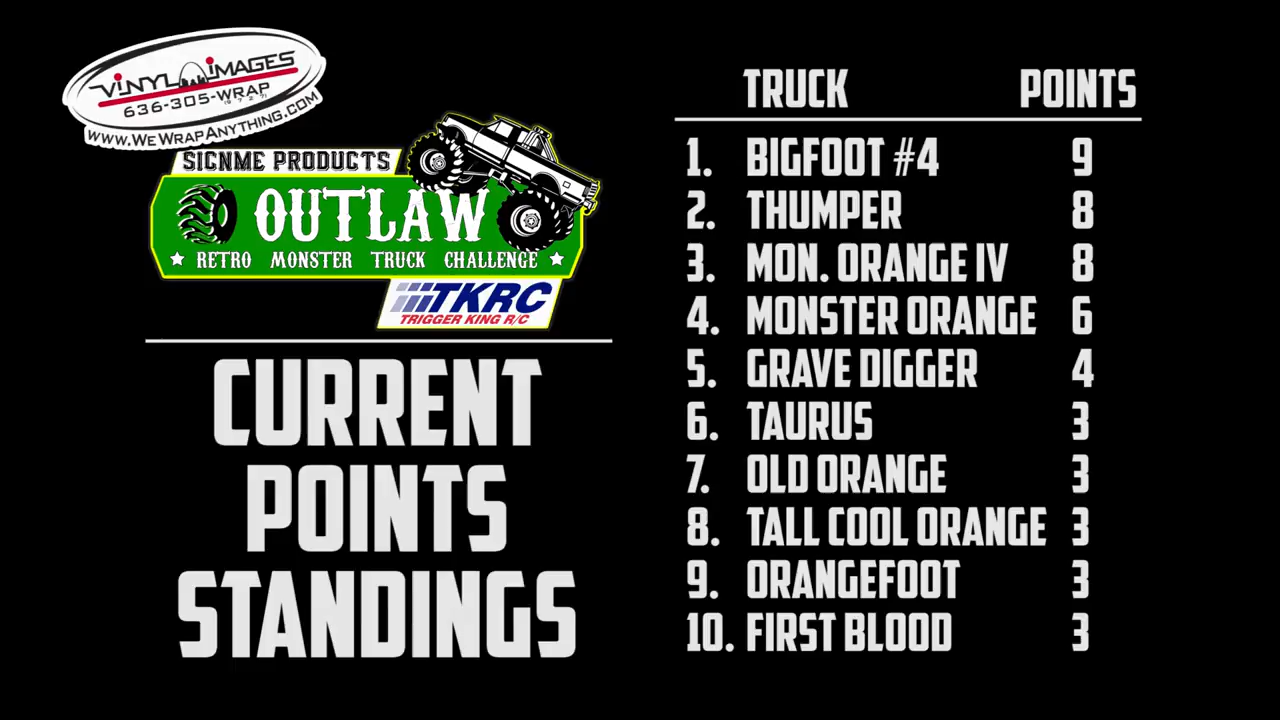 VINYL IMAGES
636-305-WRAP
(9727)
WWW.WEWRAPANYTHING.COM
SICNME PRODUCTS
OUTLAW
RETRO MONSTER TRUCK CHALLENGE
TKRC
TRIGGER KING R/C
CURRENT
POINTS
STANDINGS
TRUCK POINTS
1. BIGFOOT #4 9
2. THUMPER 8
3. MON. ORANGE IV 8
4. MONSTER ORANGE 6
5. GRAVE DIGGER 4
6. TAURUS 3
7. OLD ORANGE 3
8. TALL COOL ORANGE 3
9. ORANGEFOOT 3
10. FIRST BLOOD 3